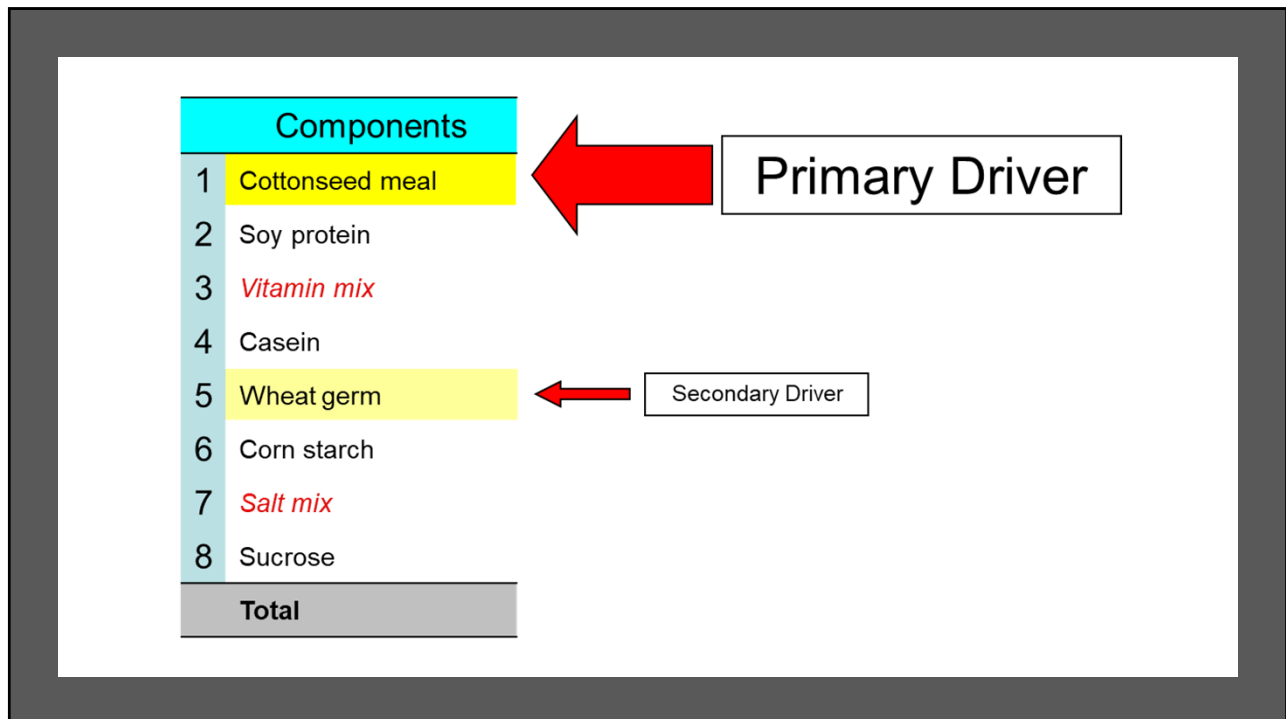 Components
Primary Driver
1 Cottonseed meal
2 Soy protein
3 Vitamin mix
4 Casein
5 Wheat germ
Secondary Driver
6 Corn starch
7 Salt mix
8 Sucrose
Total